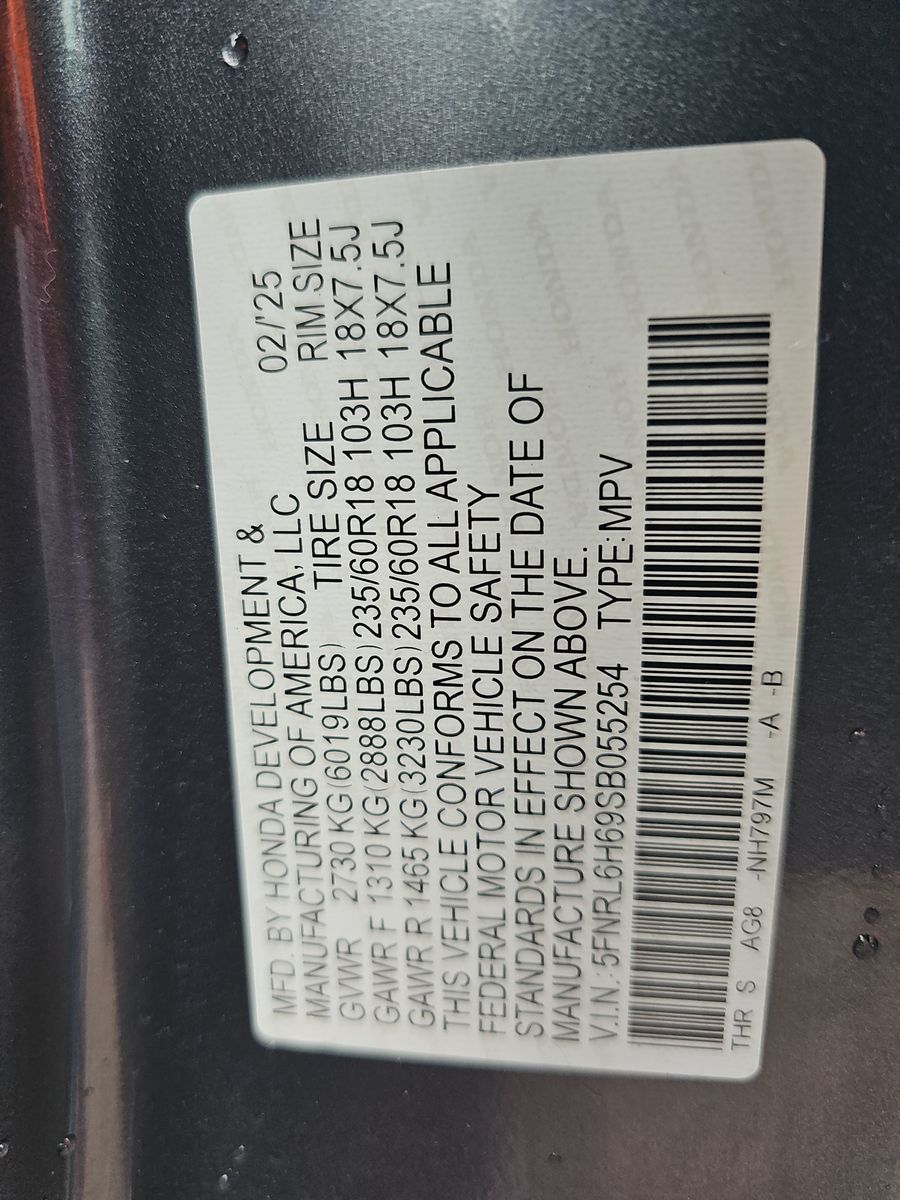 MFD. BY HONDA DEVELOPMENT & 02/'25
MANUFACTURING OF AMERICA, LLC
GVWR 2730 KG(6019LBS) TIRE SIZE RIM SIZE
GAWR F 1310 KG(2888LBS)235/60R18 103H 18X7.5J
GAWR R 1465 KG(3230LBS)235/60R18 103H 18X7.5J
THIS VEHICLE CONFORMS TO ALL APPLICABLE
FEDERAL MOTOR VEHICLE SAFETY
STANDARDS IN EFFECT ON THE DATE OF
MANUFACTURE SHOWN ABOVE.
V.I.N.: 5FNRL6H69SB055254 TYPE:MPV
THR S AG8 -NH797M -A -B